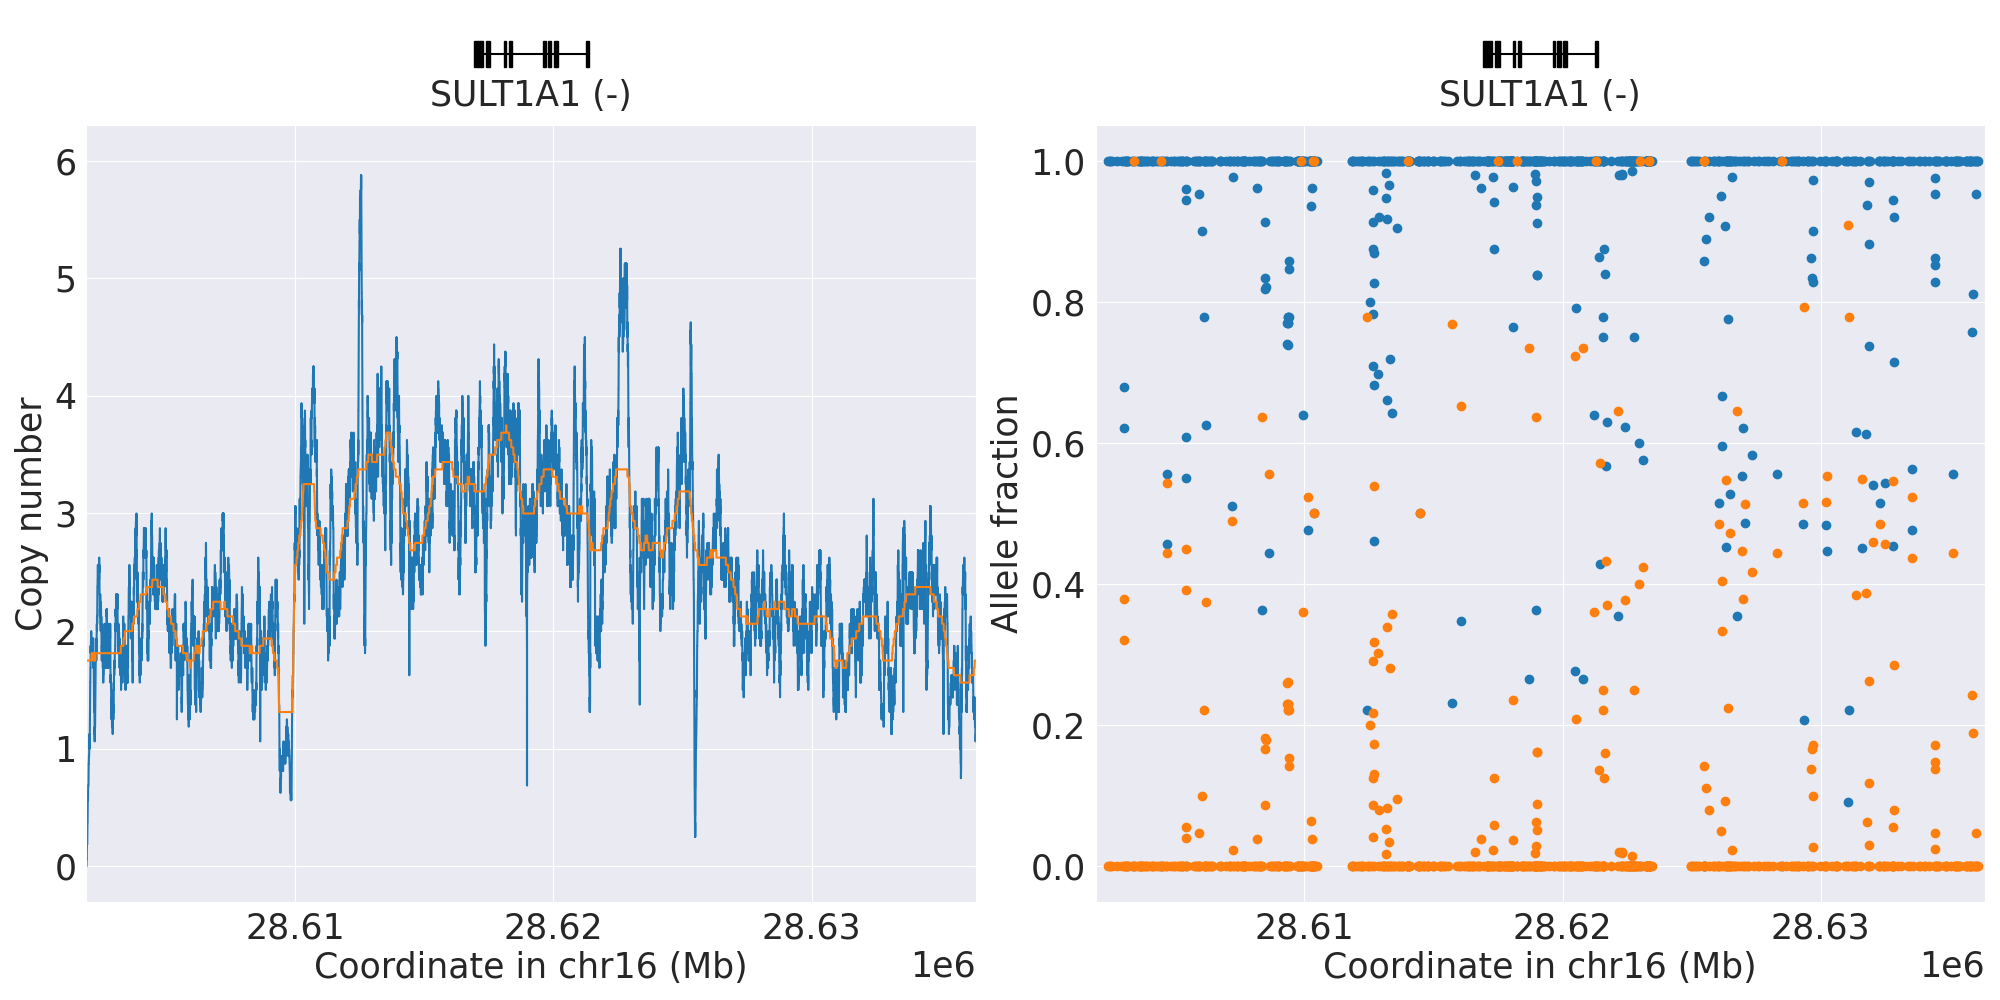 SULT1A1 (-)
Copy number
6
5
4
3
2
1
0
28.61
28.62
28.63
Coordinate in chr16 (Mb)
1e6
SULT1A1 (-)
Allele fraction
1.0
0.8
0.6
0.4
0.2
0.0
28.61
28.62
28.63
Coordinate in chr16 (Mb)
1e6